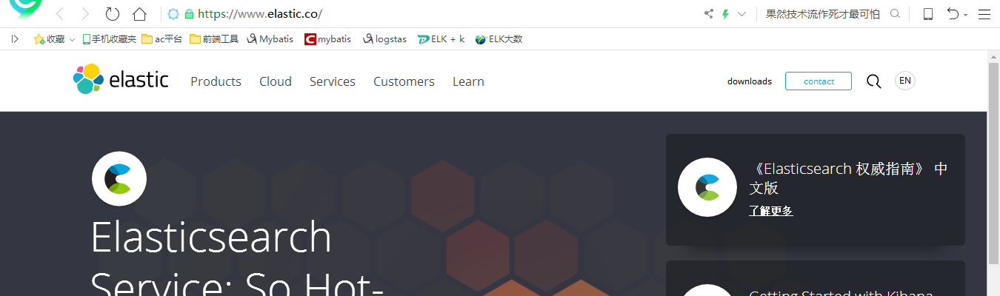 https://www.elastic.co/
果然技术流作死才最可怕
收藏 手机收藏夹 ac平台 前端工具 Mybatis mybatis logstas ELK + k ELK大数
elastic Products Cloud Services Customers Learn downloads contact EN
Elasticsearch
Service: So Hot-
《Elasticsearch 权威指南》 中
文版
了解更多
Getting Started with Kibana